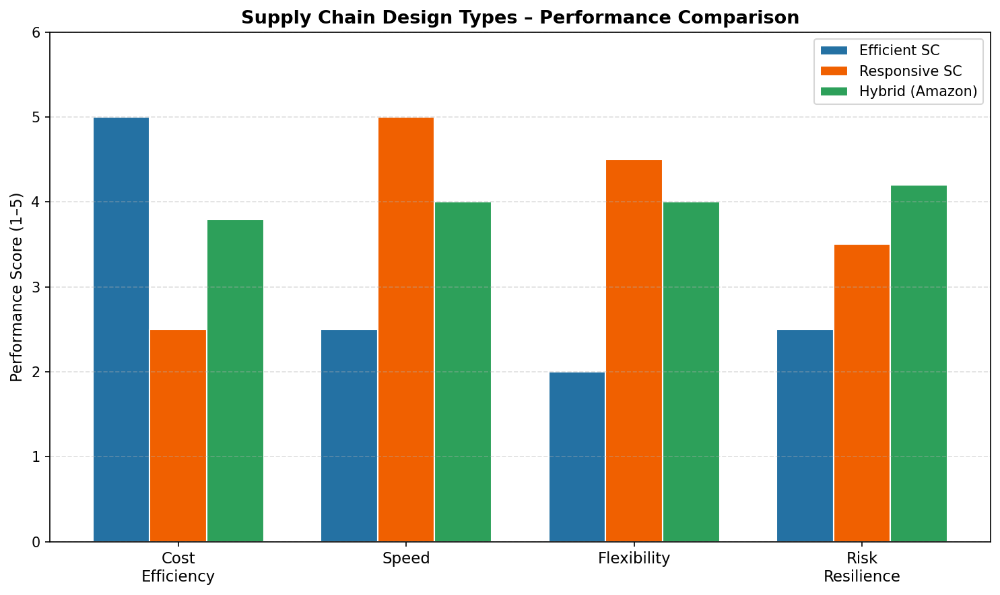 Supply Chain Design Types – Performance Comparison
Efficient SC
Responsive SC
Hybrid (Amazon)
Performance Score (1–5)
6
5
4
3
2
1
0
Cost
Efficiency
Speed
Flexibility
Risk
Resilience